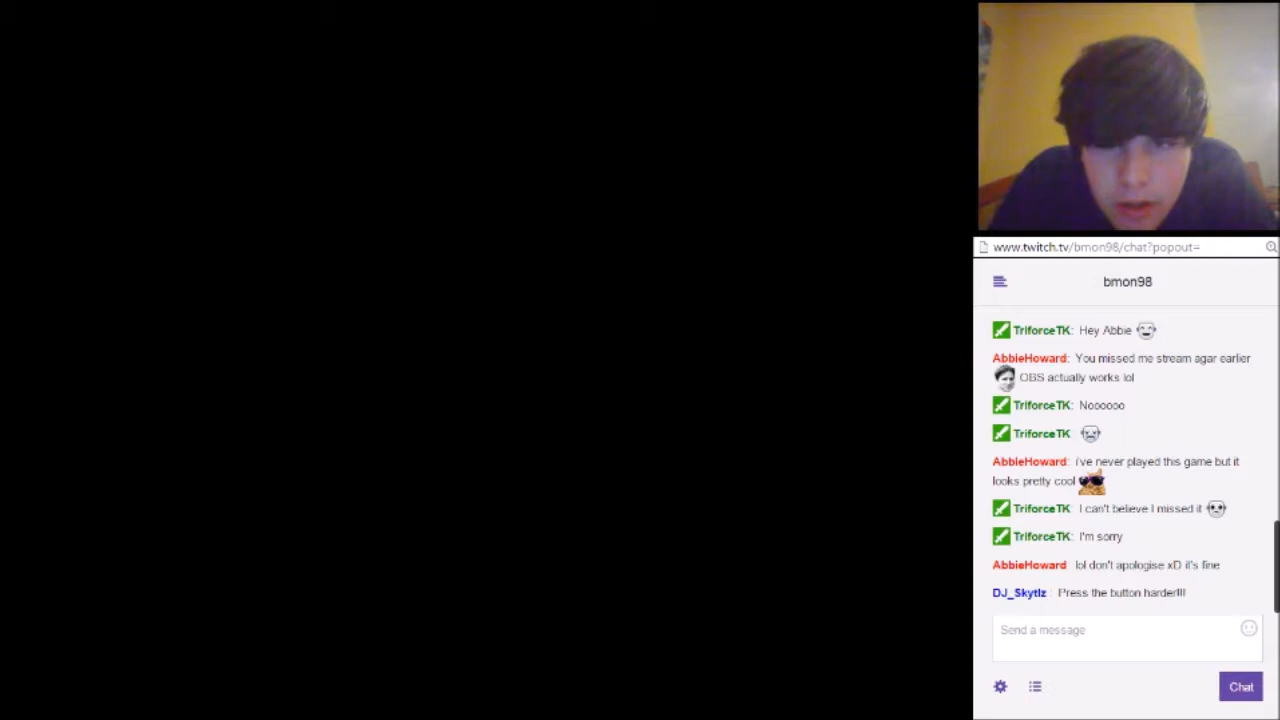 www.twitch.tv/bmon98/chat?popout=
bmon98
TriforceTK: Hey Abbie
AbbieHoward: You missed me stream agar earlier
OBS actually works lol
TriforceTK: Noooooo
TriforceTK
AbbieHoward: i've never played this game but it
looks pretty cool
TriforceTK: I can't believe I missed it
TriforceTK: I'm sorry
AbbieHoward lol don't apologise xD it's fine
DJ_Skytlz : Press the button harder!!!
Send a message
Chat